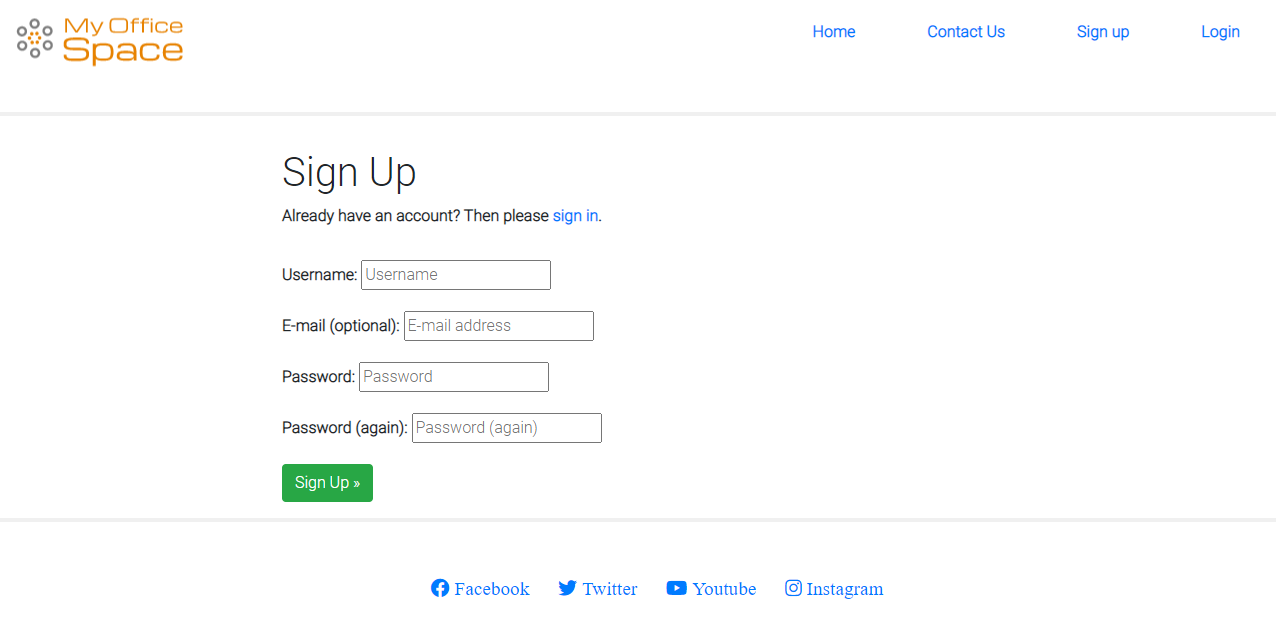 My Office
Space
Home Contact Us Sign up Login
Sign Up
Already have an account? Then please sign in.
Username: Username
E-mail (optional): E-mail address
Password: Password
Password (again): Password (again)
Sign Up »
Facebook Twitter Youtube Instagram